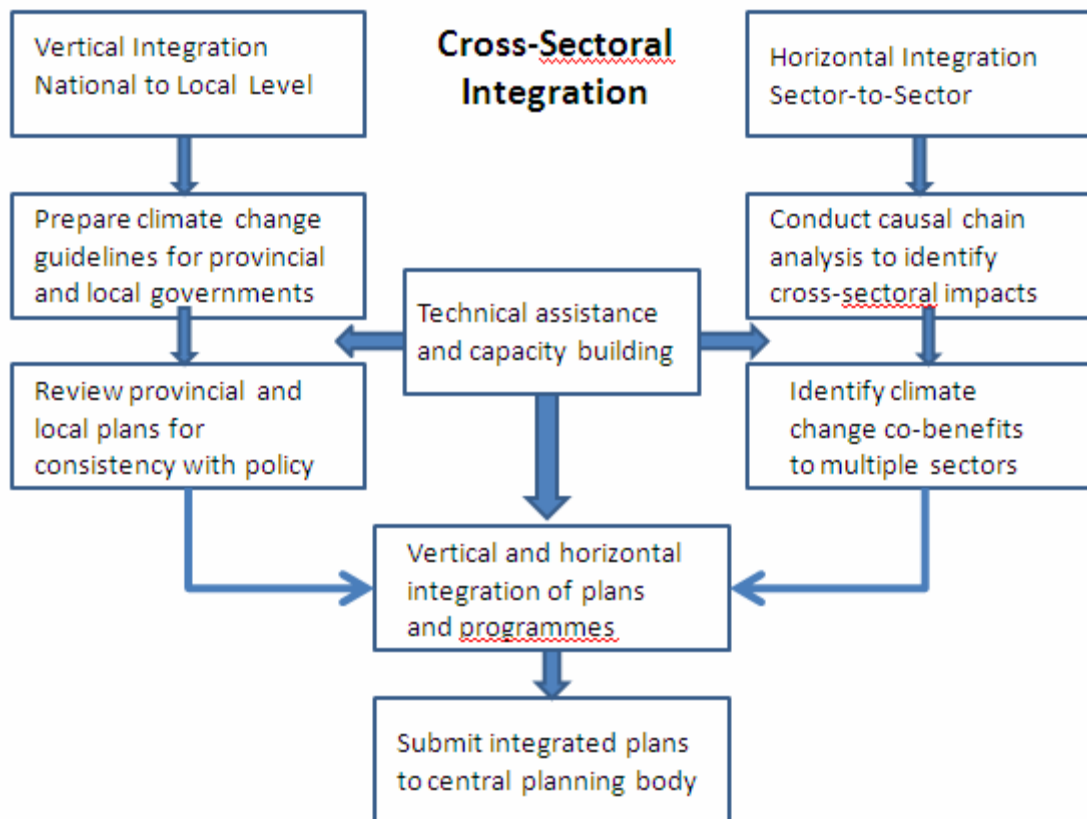 Cross-Sectoral
Integration
Vertical Integration
National to Local Level
Horizontal Integration
Sector-to-Sector
Prepare climate change
guidelines for provincial
and local governments
Conduct causal chain
analysis to identify
cross-sectoral impacts
Technical assistance
and capacity building
Review provincial and
local plans for
consistency with policy
Identify climate
change co-benefits
to multiple sectors
Vertical and horizontal
integration of plans
and programmes
Submit integrated plans
to central planning body